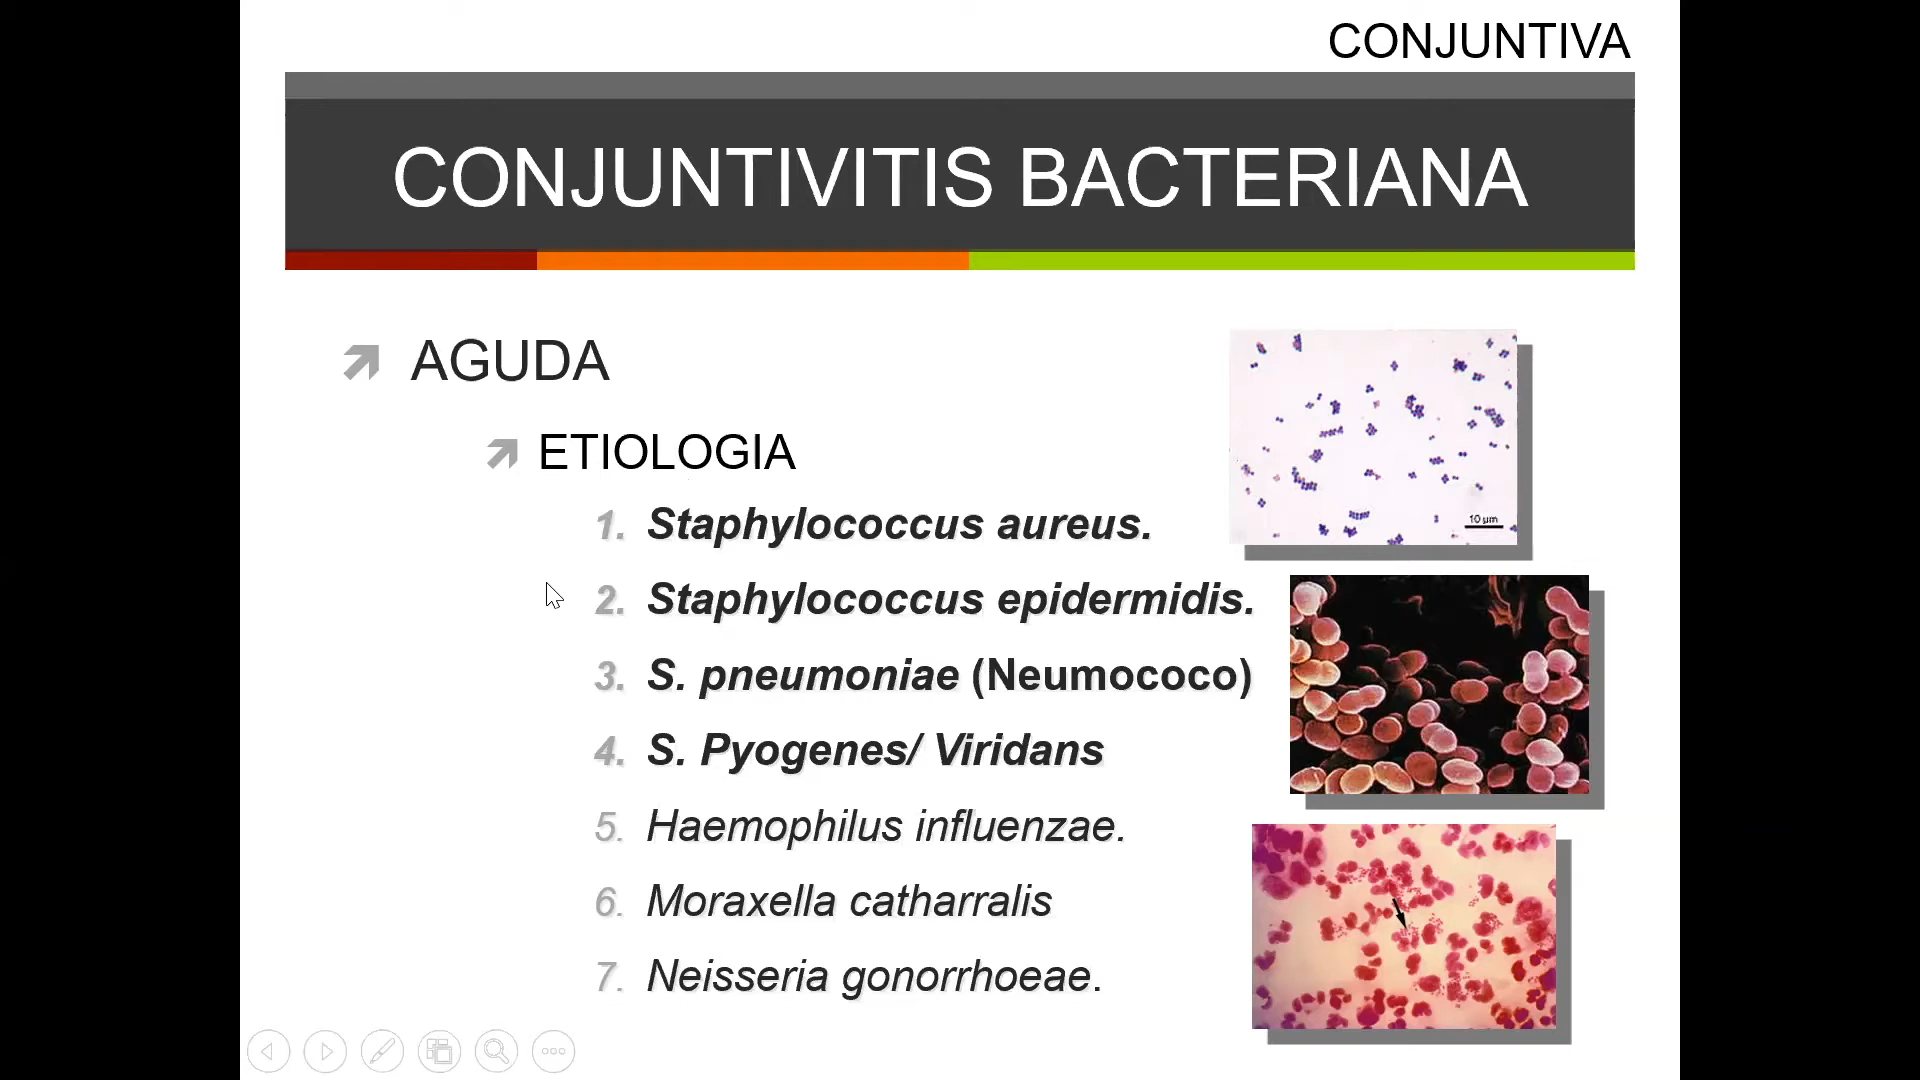 CONJUNTIVA
CONJUNTIVITIS BACTERIANA
AGUDA
ETIOLOGIA
1. Staphylococcus aureus.
2. Staphylococcus epidermidis.
3. S. pneumoniae (Neumococo)
4. S. Pyogenes/ Viridans
5. Haemophilus influenzae.
6. Moraxella catharralis
7. Neisseria gonorrhoeae.
10 µm